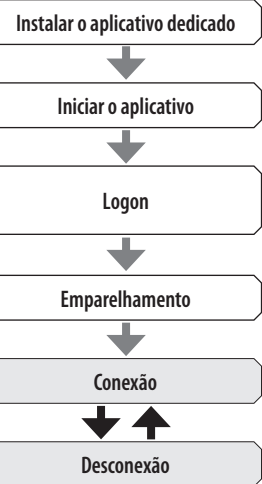 Instalar o aplicativo dedicado
Iniciar o aplicativo
Logon
Emparelhamento
Conexão
Desconexão